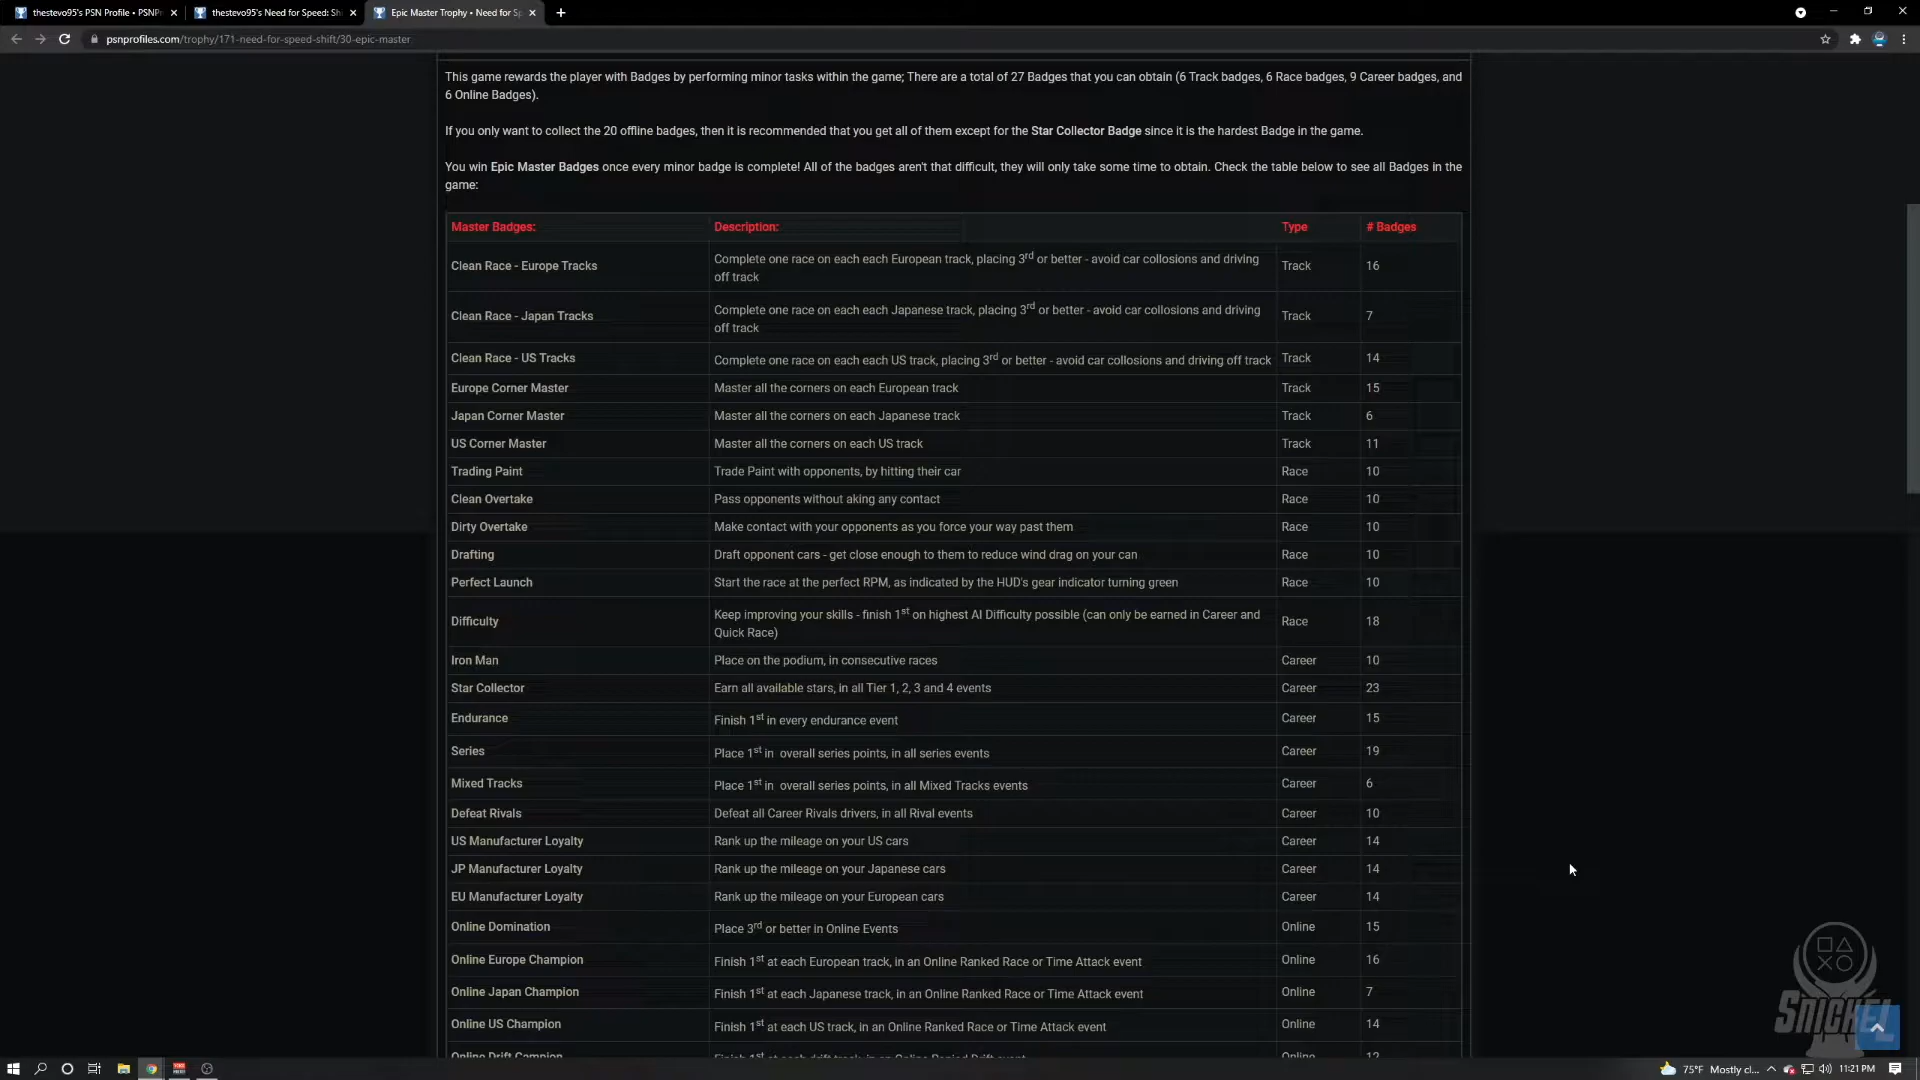 thestevo95's PSN Profile • PSNP
thestevo95's Need for Speed: Sh
Epic Master Trophy • Need for Sp
psnprofiles.com/trophy/171-need-for-speed-shift/30-epic-master
This game rewards the player with Badges by performing minor tasks within the game; There are a total of 27 Badges that you can obtain (6 Track badges, 6 Race badges, 9 Career badges, and
6 Online Badges).
If you only want to collect the 20 offline badges, then it is recommended that you get all of them except for the Star Collector Badge since it is the hardest Badge in the game.
You win Epic Master Badges once every minor badge is complete! All of the badges aren't that difficult, they will only take some time to obtain. Check the table below to see all Badges in the
game:
Master Badges: Description: Type # Badges
Clean Race - Europe Tracks Complete one race on each each European track, placing 3rd or better - avoid car collosions and driving
off track Track 16
Clean Race - Japan Tracks Complete one race on each each Japanese track, placing 3rd or better - avoid car collosions and driving
off track Track 7
Clean Race - US Tracks Complete one race on each each US track, placing 3rd or better - avoid car collosions and driving off track Track 14
Europe Corner Master Master all the corners on each European track Track 15
Japan Corner Master Master all the corners on each Japanese track Track 6
US Corner Master Master all the corners on each US track Track 11
Trading Paint Trade Paint with opponents, by hitting their car Race 10
Clean Overtake Pass opponents without aking any contact Race 10
Dirty Overtake Make contact with your opponents as you force your way past them Race 10
Drafting Draft opponent cars - get close enough to them to reduce wind drag on your can Race 10
Perfect Launch Start the race at the perfect RPM, as indicated by the HUD's gear indicator turning green Race 10
Difficulty Keep improving your skills - finish 1st on highest AI Difficulty possible (can only be earned in Career and
Quick Race) Race 18
Iron Man Place on the podium, in consecutive races Career 10
Star Collector Earn all available stars, in all Tier 1, 2, 3 and 4 events Career 23
Endurance Finish 1st in every endurance event Career 15
Series Place 1st in overall series points, in all series events Career 19
Mixed Tracks Place 1st in overall series points, in all Mixed Tracks events Career 6
Defeat Rivals Defeat all Career Rivals drivers, in all Rival events Career 10
US Manufacturer Loyalty Rank up the mileage on your US cars Career 14
JP Manufacturer Loyalty Rank up the mileage on your Japanese cars Career 14
EU Manufacturer Loyalty Rank up the mileage on your European cars Career 14
Online Domination Place 3rd or better in Online Events Online 15
Online Europe Champion Finish 1st at each European track, in an Online Ranked Race or Time Attack event Online 16
Online Japan Champion Finish 1st at each Japanese track, in an Online Ranked Race or Time Attack event Online 7
Online US Champion Finish 1st at each US track, in an Online Ranked Race or Time Attack event Online 14
Online Drift Campion Finish 1st at each drift track, in an Online Online 12
SNICKEL
75°F Mostly cl... 11:21 PM